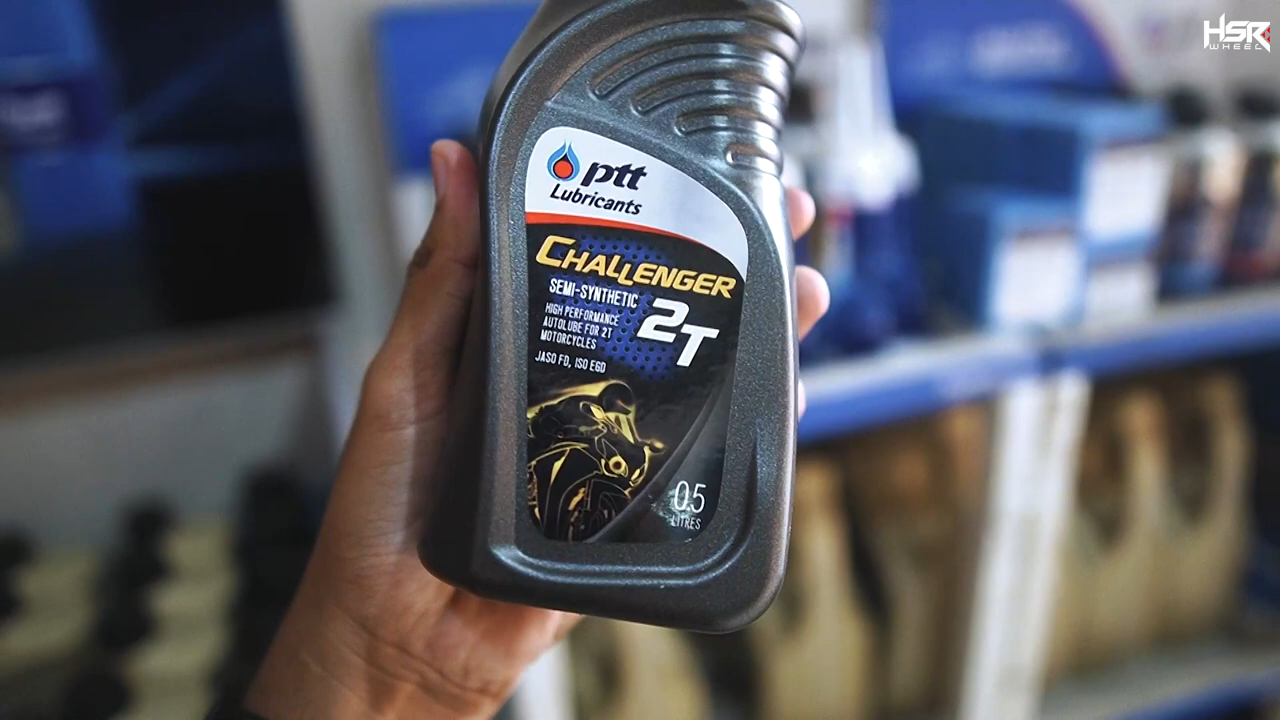 HSR
WHEEL
ptt
Lubricants
CHALLENGER
SEMI-SYNTHETIC
2T
HIGH PERFORMANCE
AUTOLUBE FOR 2T
MOTORCYCLES
JASO FD, ISO EGD
0.5
LITRES